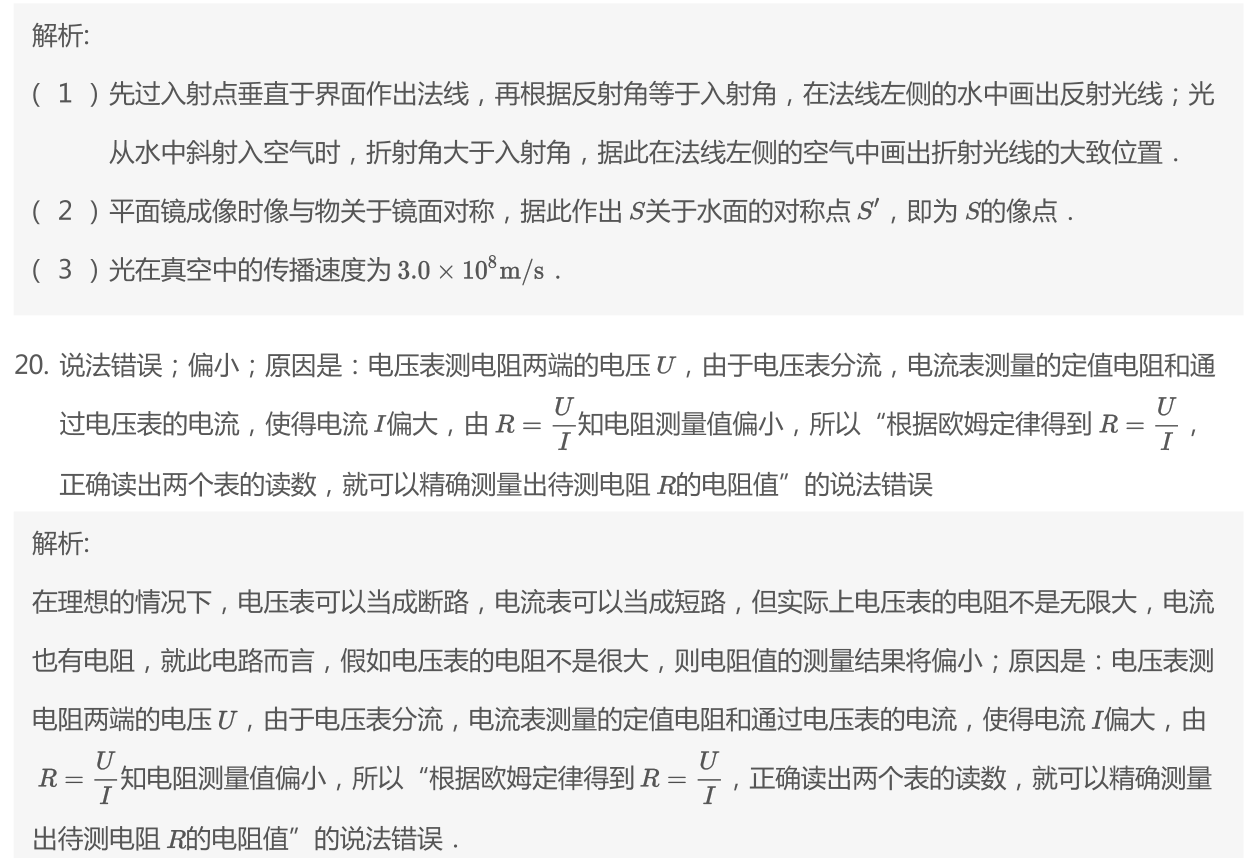 解析:
（ 1 ）先过入射点垂直于界面作出法线，再根据反射角等于入射角，在法线左侧的水中画出反射光线；光
从水中斜射入空气时，折射角大于入射角，据此在法线左侧的空气中画出折射光线的大致位置．
（ 2 ）平面镜成像时像与物关于镜面对称，据此作出 S关于水面的对称点 S′，即为 S的像点．
（ 3 ）光在真空中的传播速度为 3.0 × 10⁸m/s．
20. 说法错误；偏小；原因是：电压表测电阻两端的电压 U，由于电压表分流，电流表测量的定值电阻和通
过电压表的电流，使得电流 I偏大，由 R = U/I 知电阻测量值偏小，所以“根据欧姆定律得到 R = U/I，
正确读出两个表的读数，就可以精确测量出待测电阻 R的电阻值”的说法错误
解析:
在理想的情况下，电压表可以当成断路，电流表可以当成短路，但实际上电压表的电阻不是无限大，电流
也有电阻，就此电路而言，假如电压表的电阻不是很大，则电阻值的测量结果将偏小；原因是：电压表测
电阻两端的电压 U，由于电压表分流，电流表测量的定值电阻和通过电压表的电流，使得电流 I偏大，由
R = U/I 知电阻测量值偏小，所以“根据欧姆定律得到 R = U/I，正确读出两个表的读数，就可以精确测量
出待测电阻 R的电阻值”的说法错误．